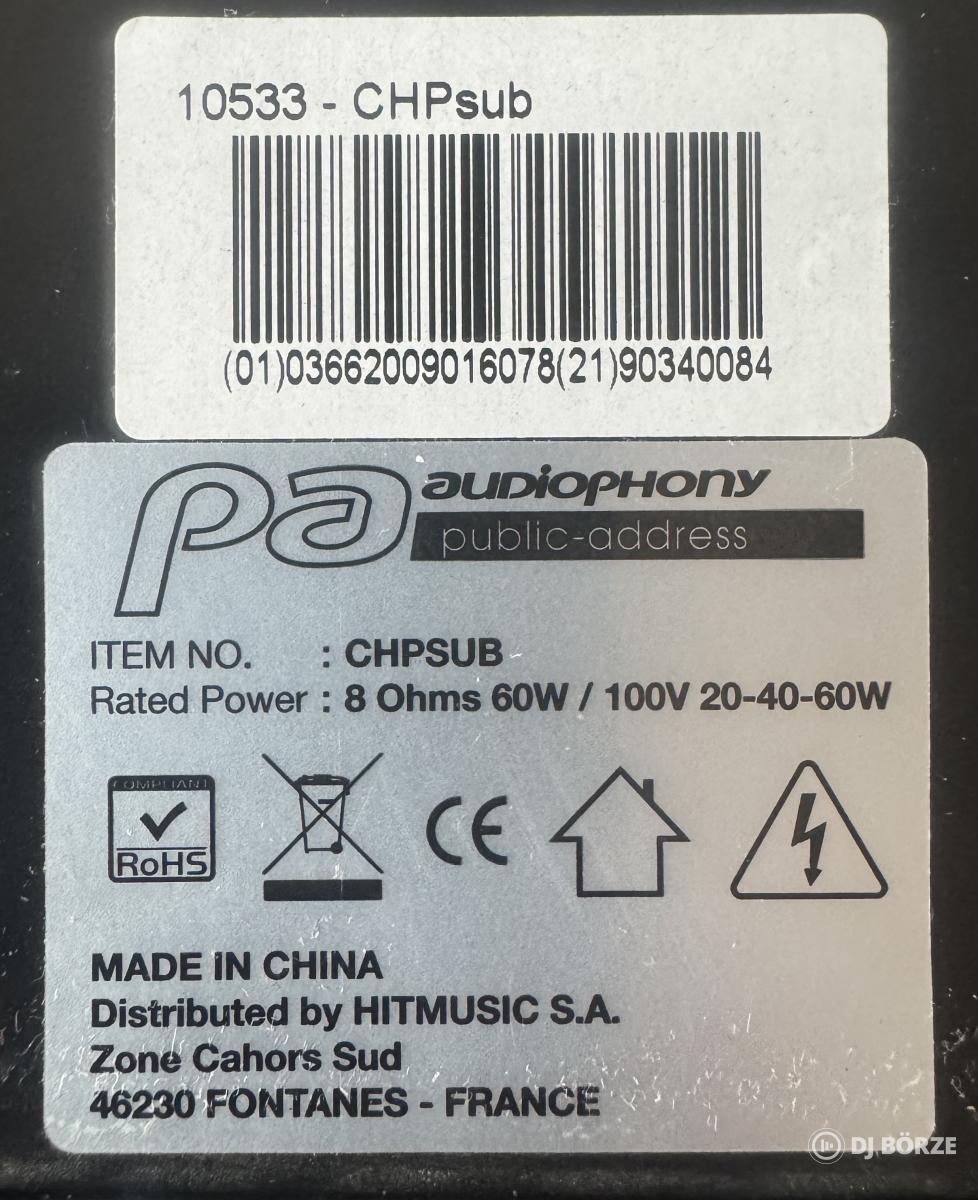 10533 - CHPsub
(01)03662009016078(21)90340084
pa
AUDIOPHONY
public-address
ITEM NO. : CHPSUB
Rated Power : 8 Ohms 60W / 100V 20-40-60W
COMPLIANT
RoHS
CE
MADE IN CHINA
Distributed by HITMUSIC S.A.
Zone Cahors Sud
46230 FONTANES - FRANCE
DJ BÖRZE